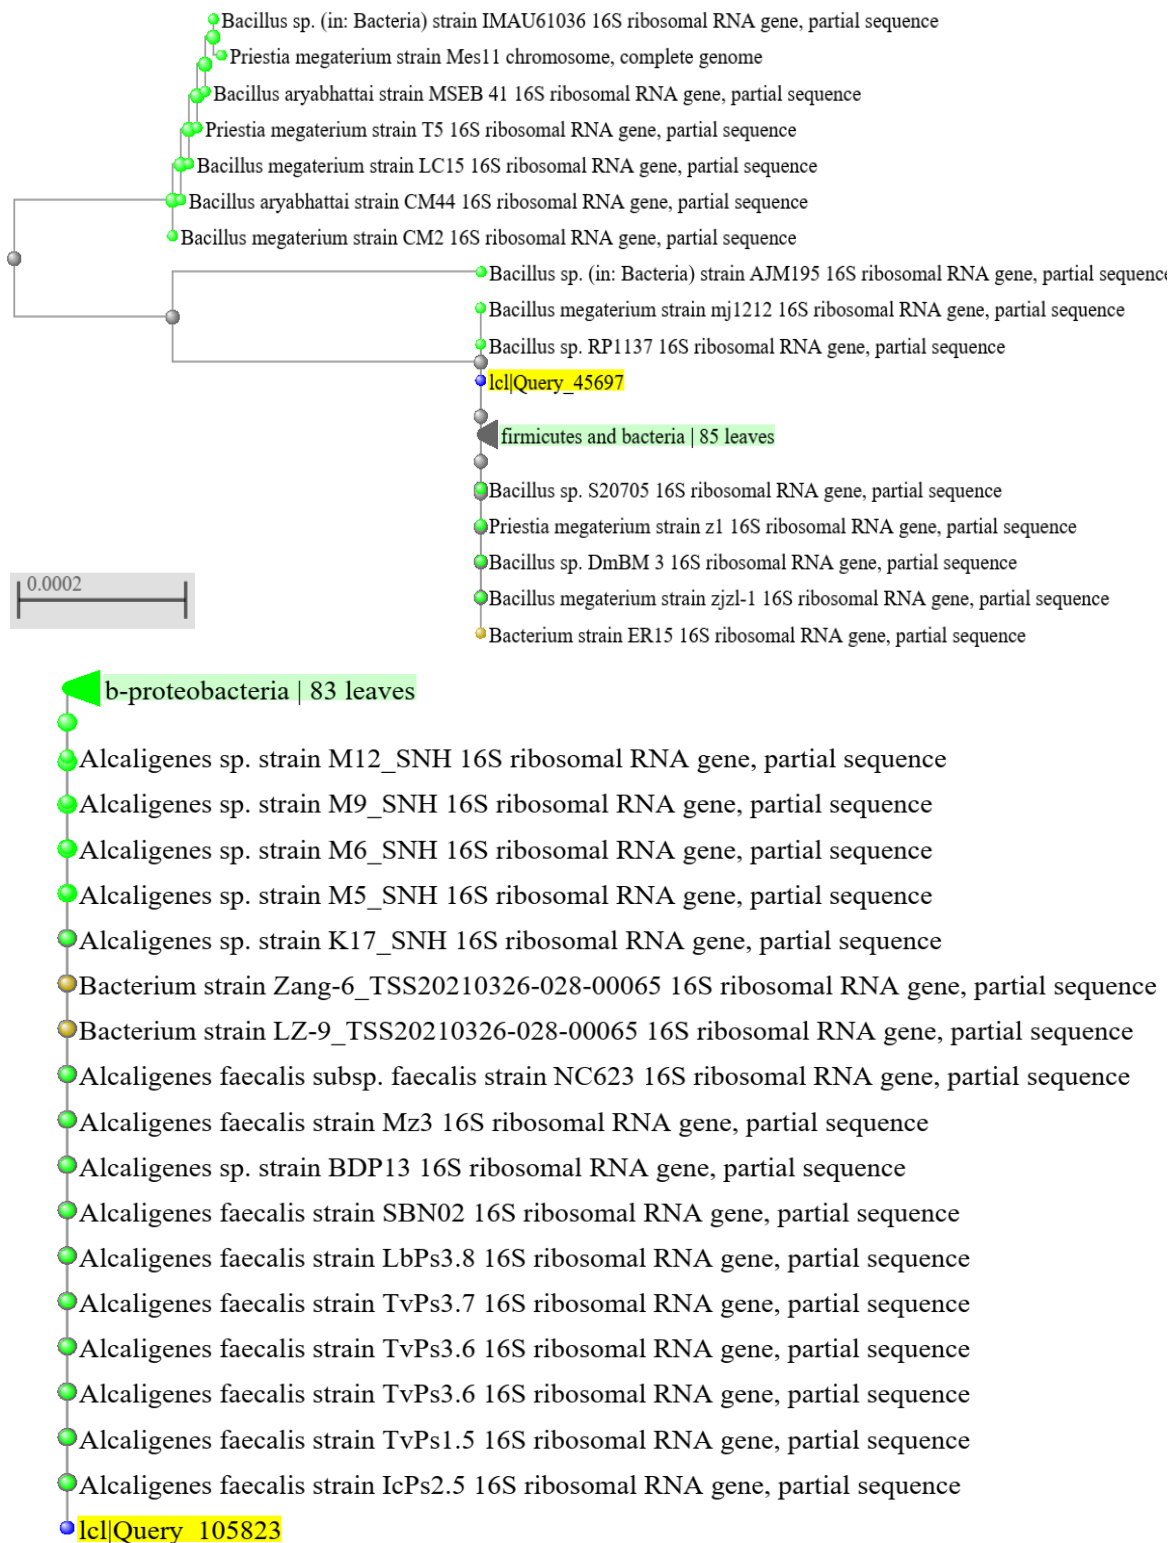 Bacillus sp. (in: Bacteria) strain IMAU61036 16S ribosomal RNA gene, partial sequence
Priestia megaterium strain Mes11 chromosome, complete genome
Bacillus aryabhattai strain MSEB 41 16S ribosomal RNA gene, partial sequence
Priestia megaterium strain T5 16S ribosomal RNA gene, partial sequence
Bacillus megaterium strain LC15 16S ribosomal RNA gene, partial sequence
Bacillus aryabhattai strain CM44 16S ribosomal RNA gene, partial sequence
Bacillus megaterium strain CM2 16S ribosomal RNA gene, partial sequence
Bacillus sp. (in: Bacteria) strain AJM195 16S ribosomal RNA gene, partial sequence
Bacillus megaterium strain mj1212 16S ribosomal RNA gene, partial sequence
Bacillus sp. RP1137 16S ribosomal RNA gene, partial sequence
lcl|Query_45697
firmicutes and bacteria | 85 leaves
Bacillus sp. S20705 16S ribosomal RNA gene, partial sequence
Priestia megaterium strain z1 16S ribosomal RNA gene, partial sequence
Bacillus sp. DmBM 3 16S ribosomal RNA gene, partial sequence
0.0002
Bacillus megaterium strain zjzl-1 16S ribosomal RNA gene, partial sequence
Bacterium strain ER15 16S ribosomal RNA gene, partial sequence
b-proteobacteria | 83 leaves
Alcaligenes sp. strain M12_SNH 16S ribosomal RNA gene, partial sequence
Alcaligenes sp. strain M9_SNH 16S ribosomal RNA gene, partial sequence
Alcaligenes sp. strain M6_SNH 16S ribosomal RNA gene, partial sequence
Alcaligenes sp. strain M5_SNH 16S ribosomal RNA gene, partial sequence
Alcaligenes sp. strain K17_SNH 16S ribosomal RNA gene, partial sequence
Bacterium strain Zang-6_TSS20210326-028-00065 16S ribosomal RNA gene, partial sequence
Bacterium strain LZ-9_TSS20210326-028-00065 16S ribosomal RNA gene, partial sequence
Alcaligenes faecalis subsp. faecalis strain NC623 16S ribosomal RNA gene, partial sequence
Alcaligenes faecalis strain Mz3 16S ribosomal RNA gene, partial sequence
Alcaligenes sp. strain BDP13 16S ribosomal RNA gene, partial sequence
Alcaligenes faecalis strain SBN02 16S ribosomal RNA gene, partial sequence
Alcaligenes faecalis strain LbPs3.8 16S ribosomal RNA gene, partial sequence
Alcaligenes faecalis strain TvPs3.7 16S ribosomal RNA gene, partial sequence
Alcaligenes faecalis strain TvPs3.6 16S ribosomal RNA gene, partial sequence
Alcaligenes faecalis strain TvPs3.6 16S ribosomal RNA gene, partial sequence
Alcaligenes faecalis strain TvPs1.5 16S ribosomal RNA gene, partial sequence
Alcaligenes faecalis strain IcPs2.5 16S ribosomal RNA gene, partial sequence
lcl|Query_105823